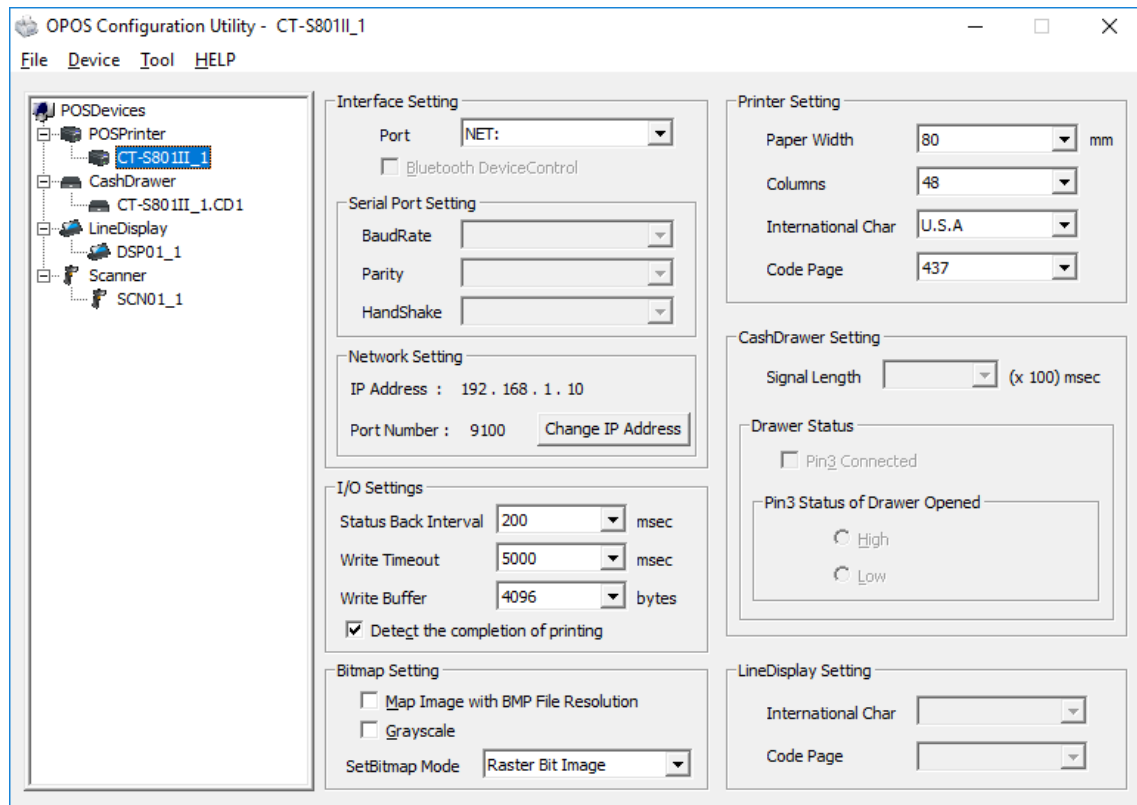 OPOS Configuration Utility - CT-S801II_1
File Device Tool HELP
POSDevices
POSPrinter
CT-S801II_1
CashDrawer
CT-S801II_1.CD1
LineDisplay
DSP01_1
Scanner
SCN01_1
Interface Setting
Port NET:
Bluetooth DeviceControl
Serial Port Setting
BaudRate
Parity
HandShake
Network Setting
IP Address : 192 . 168 . 1 . 10
Port Number : 9100 Change IP Address
I/O Settings
Status Back Interval 200 msec
Write Timeout 5000 msec
Write Buffer 4096 bytes
Detect the completion of printing
Bitmap Setting
Map Image with BMP File Resolution
Grayscale
SetBitmap Mode Raster Bit Image
Printer Setting
Paper Width 80 mm
Columns 48
International Char U.S.A
Code Page 437
CashDrawer Setting
Signal Length (x 100) msec
Drawer Status
Pin3 Connected
Pin3 Status of Drawer Opened
High
Low
LineDisplay Setting
International Char
Code Page